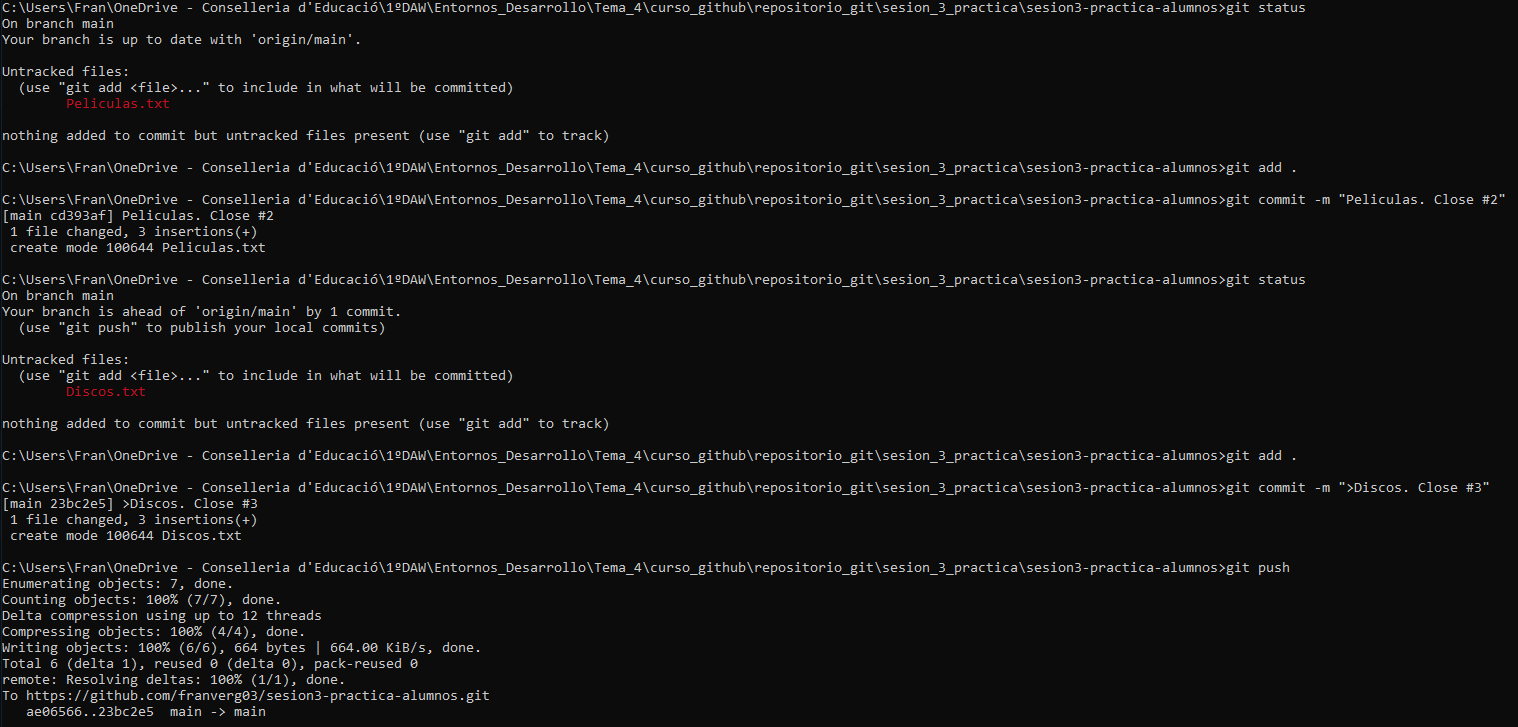 C:\Users\Fran\OneDrive - Conselleria d'Educació\1ºDAW\Entornos_Desarrollo\Tema_4\curso_github\repositorio_git\sesion_3_practica\sesion3-practica-alumnos>git status
On branch main
Your branch is up to date with 'origin/main'.
Untracked files:
(use "git add <file>..." to include in what will be committed)
Peliculas.txt
nothing added to commit but untracked files present (use "git add" to track)
C:\Users\Fran\OneDrive - Conselleria d'Educació\1ºDAW\Entornos_Desarrollo\Tema_4\curso_github\repositorio_git\sesion_3_practica\sesion3-practica-alumnos>git add .
C:\Users\Fran\OneDrive - Conselleria d'Educació\1ºDAW\Entornos_Desarrollo\Tema_4\curso_github\repositorio_git\sesion_3_practica\sesion3-practica-alumnos>git commit -m "Peliculas. Close #2"
[main cd393af] Peliculas. Close #2
1 file changed, 3 insertions(+)
create mode 100644 Peliculas.txt
C:\Users\Fran\OneDrive - Conselleria d'Educació\1ºDAW\Entornos_Desarrollo\Tema_4\curso_github\repositorio_git\sesion_3_practica\sesion3-practica-alumnos>git status
On branch main
Your branch is ahead of 'origin/main' by 1 commit.
(use "git push" to publish your local commits)
Untracked files:
(use "git add <file>..." to include in what will be committed)
Discos.txt
nothing added to commit but untracked files present (use "git add" to track)
C:\Users\Fran\OneDrive - Conselleria d'Educació\1ºDAW\Entornos_Desarrollo\Tema_4\curso_github\repositorio_git\sesion_3_practica\sesion3-practica-alumnos>git add .
C:\Users\Fran\OneDrive - Conselleria d'Educació\1ºDAW\Entornos_Desarrollo\Tema_4\curso_github\repositorio_git\sesion_3_practica\sesion3-practica-alumnos>git commit -m ">Discos. Close #3"
[main 23bc2e5] >Discos. Close #3
1 file changed, 3 insertions(+)
create mode 100644 Discos.txt
C:\Users\Fran\OneDrive - Conselleria d'Educació\1ºDAW\Entornos_Desarrollo\Tema_4\curso_github\repositorio_git\sesion_3_practica\sesion3-practica-alumnos>git push
Enumerating objects: 7, done.
Counting objects: 100% (7/7), done.
Delta compression using up to 12 threads
Compressing objects: 100% (4/4), done.
Writing objects: 100% (6/6), 664 bytes | 664.00 KiB/s, done.
Total 6 (delta 1), reused 0 (delta 0), pack-reused 0
remote: Resolving deltas: 100% (1/1), done.
To https://github.com/franverg03/sesion3-practica-alumnos.git
ae06566..23bc2e5  main -> main